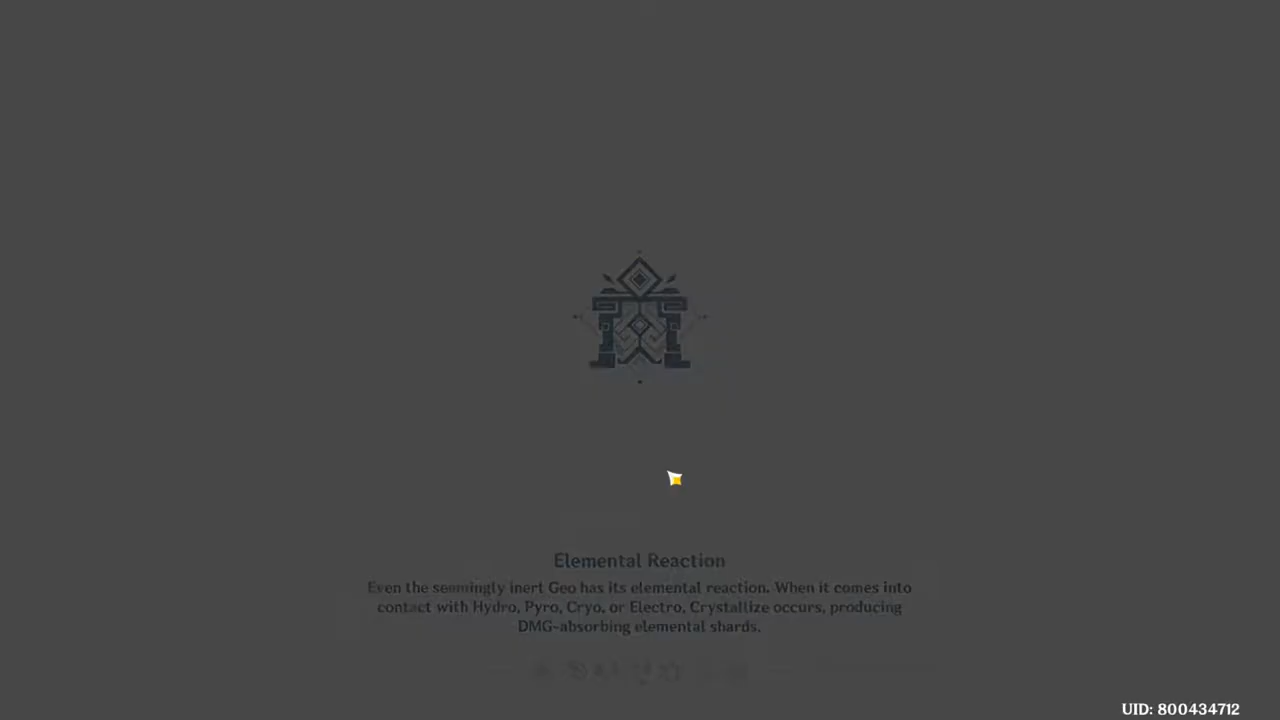 Elemental Reaction
Even the seemingly inert Geo has its elemental reaction. When it comes into
contact with Hydro, Pyro, Cryo, or Electro, Crystallize occurs, producing
DMG-absorbing elemental shards.
UID: 800434712